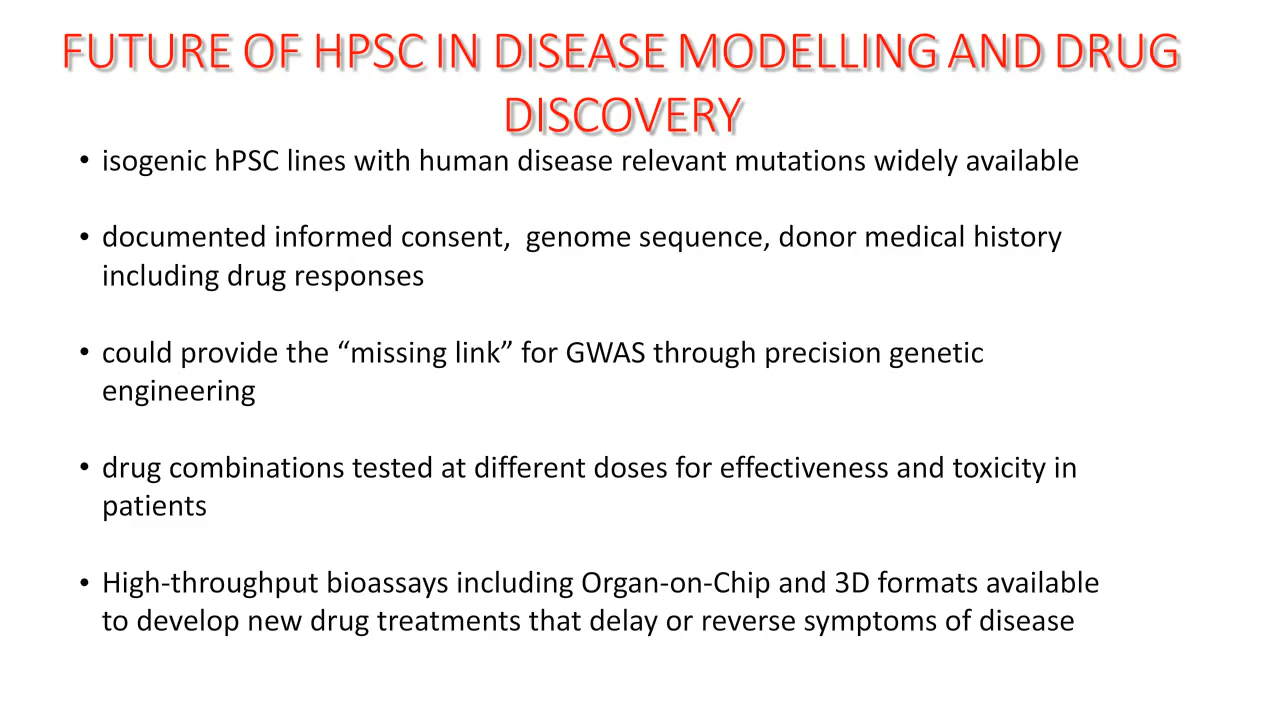 FUTURE OF HPSC IN DISEASE MODELLING AND DRUG
DISCOVERY
• isogenic hPSC lines with human disease relevant mutations widely available
• documented informed consent,  genome sequence, donor medical history
including drug responses
• could provide the “missing link” for GWAS through precision genetic
engineering
• drug combinations tested at different doses for effectiveness and toxicity in
patients
• High-throughput bioassays including Organ-on-Chip and 3D formats available
to develop new drug treatments that delay or reverse symptoms of disease